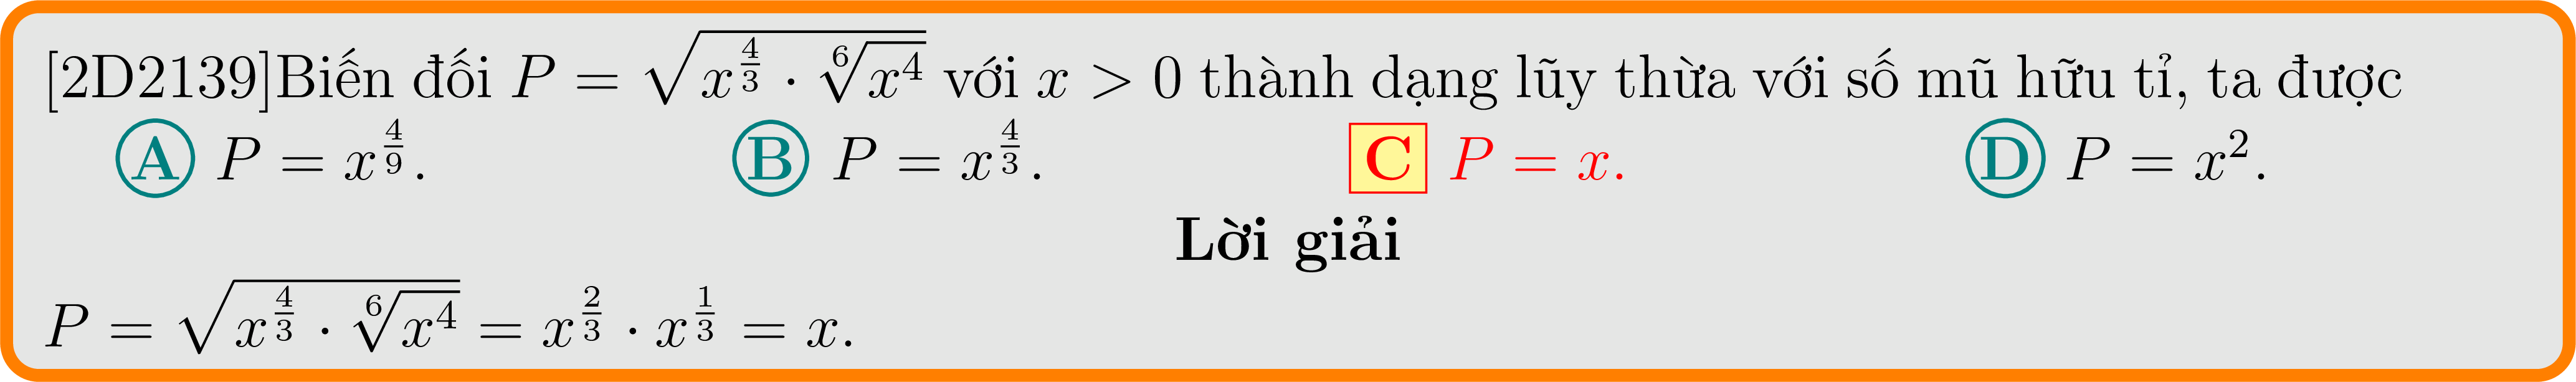 [2D2139]Biến đổi $P = \sqrt{x^{\frac{4}{3}} \cdot \sqrt[6]{x^4}}$ với $x > 0$ thành dạng lũy thừa với số mũ hữu tỉ, ta được
A $P = x^{\frac{4}{9}}$. B $P = x^{\frac{4}{3}}$. C $P = x$. D $P = x^2$.
Lời giải
$P = \sqrt{x^{\frac{4}{3}} \cdot \sqrt[6]{x^4}} = x^{\frac{2}{3}} \cdot x^{\frac{1}{3}} = x$.